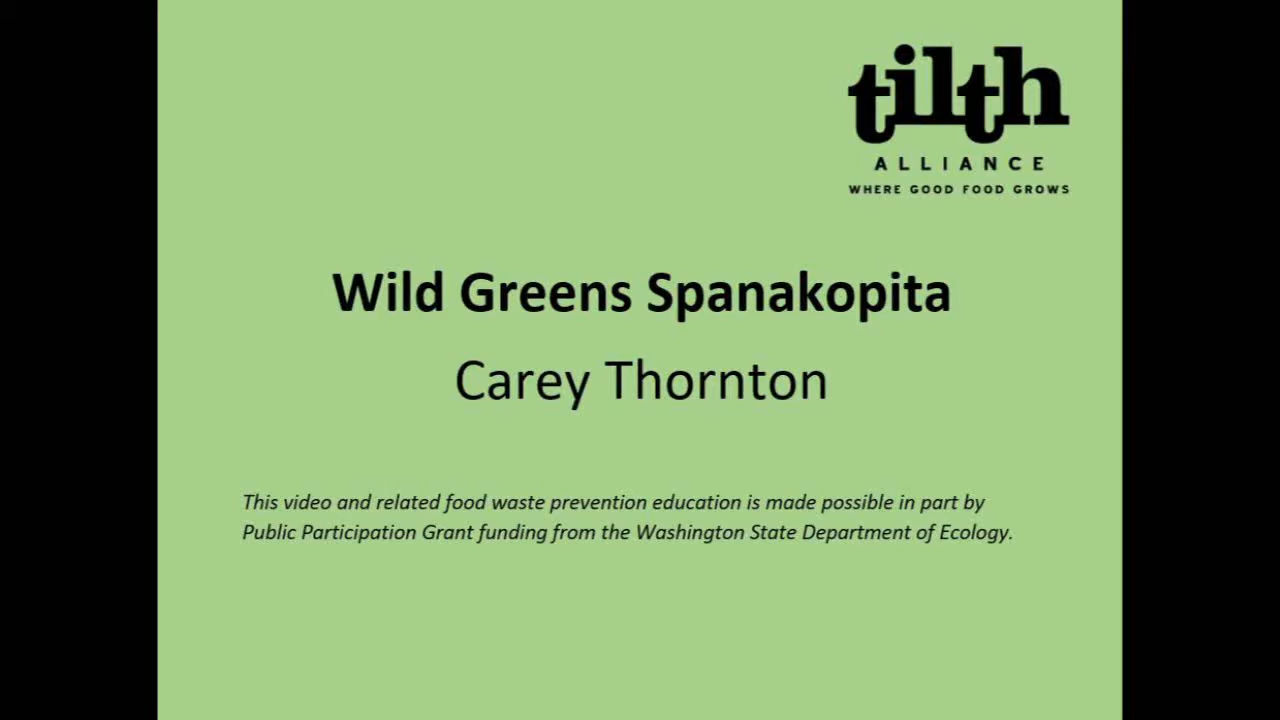 tilth
ALLIANCE
WHERE GOOD FOOD GROWS
Wild Greens Spanakopita
Carey Thornton
This video and related food waste prevention education is made possible in part by
Public Participation Grant funding from the Washington State Department of Ecology.